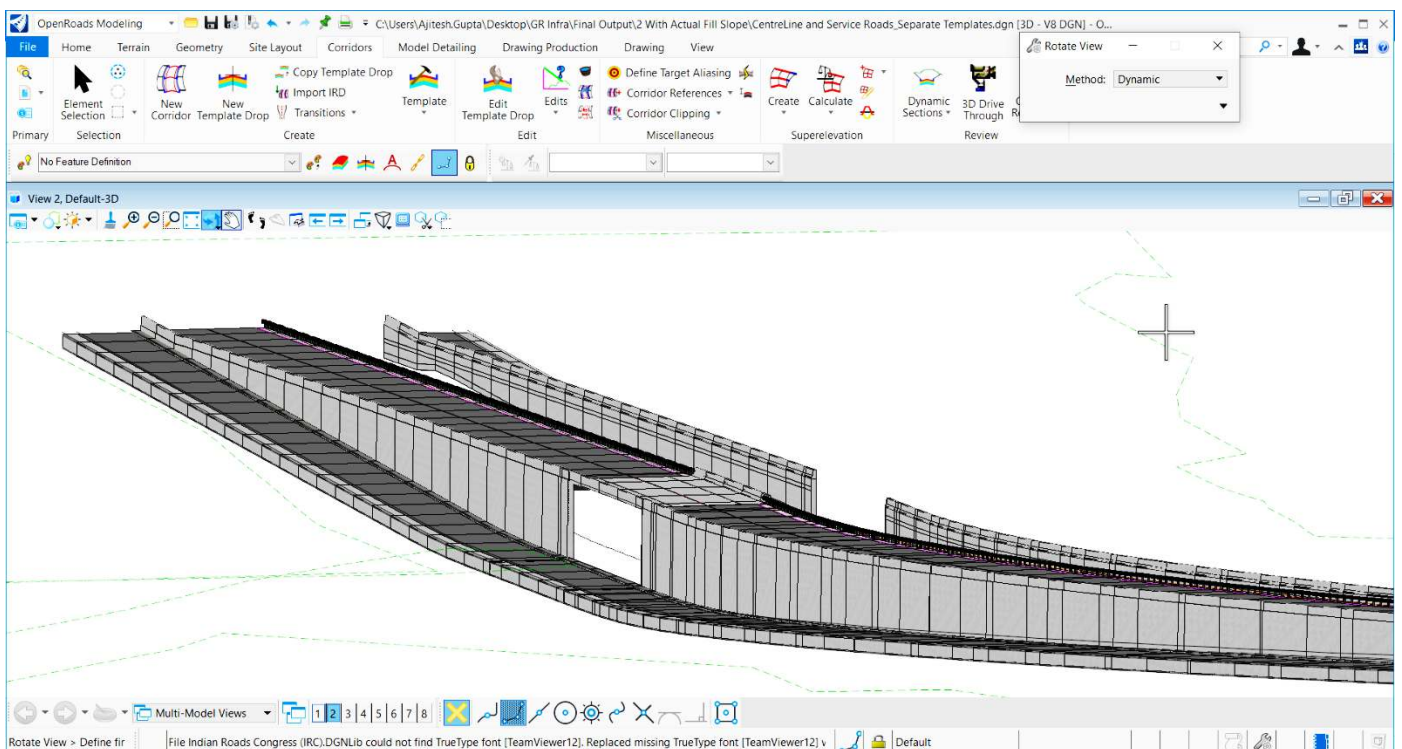 OpenRoads Modeling
C:\Users\Ajitesh.Gupta\Desktop\GR Infra\Final Output\2 With Actual Fill Slope\CentreLine and Service Roads_Separate Templates.dgn [3D - V8 DGN] - O...
File Home Terrain Geometry Site Layout Corridors Model Detailing Drawing Production Drawing View
Rotate View
Method: Dynamic
Element Selection
New Corridor
New Template Drop
Copy Template Drop
Import IRD
Transitions
Template
Edit Template Drop
Edits
Define Target Aliasing
Corridor References
Corridor Clipping
Create
Calculate
Dynamic Sections
3D Drive Through
Primary Selection Create Edit Miscellaneous Superelevation Review
No Feature Definition
View 2, Default-3D
Multi-Model Views 1 2 3 4 5 6 7 8
Rotate View > Define fir
File Indian Roads Congress (IRC).DGNLib could not find TrueType font [TeamViewer12]. Replaced missing TrueType font [TeamViewer12] v
Default